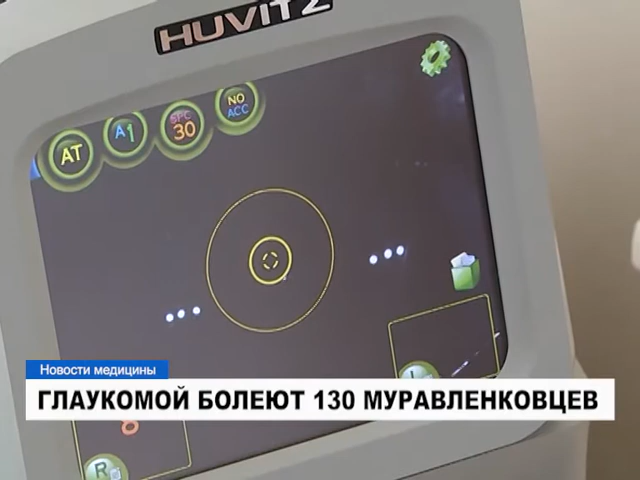 HUVITZ
AT
A1
SPC
30
NO
ACC
L
Новости медицины
ГЛАУКОМОЙ БОЛЕЮТ 130 МУРАВЛЕНКОВЦЕВ
R